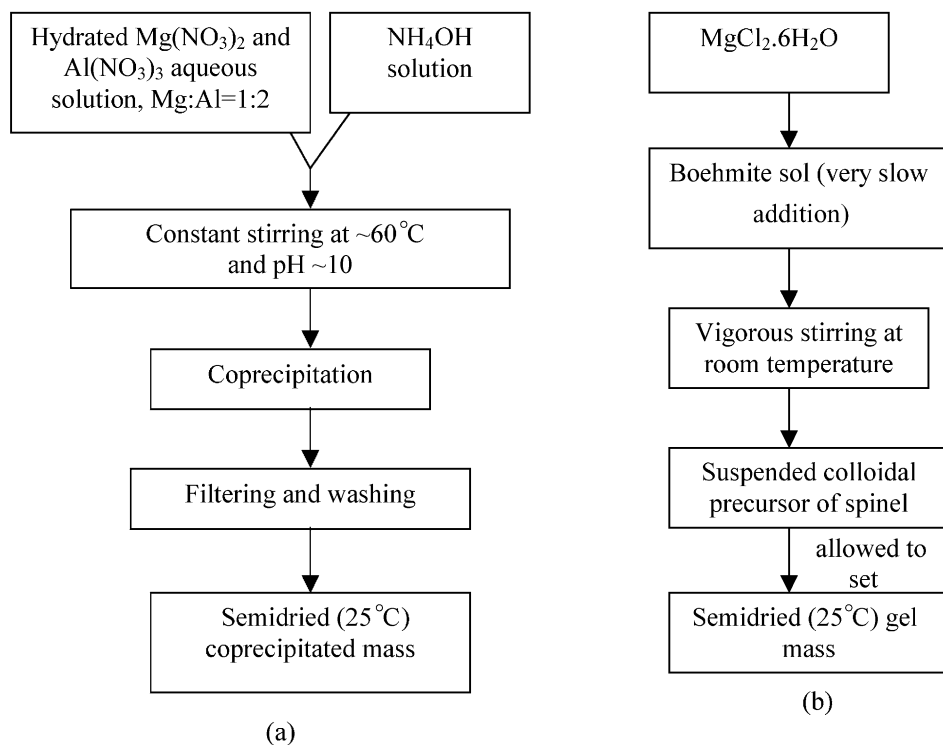 Hydrated Mg(NO₃)₂ and
Al(NO₃)₃ aqueous
solution, Mg:Al=1:2
NH₄OH
solution
Constant stirring at ~60°C
and pH ~10
Coprecipitation
Filtering and washing
Semidried (25°C)
coprecipitated mass
(a)
MgCl₂.6H₂O
Boehmite sol (very slow
addition)
Vigorous stirring at
room temperature
Suspended colloidal
precursor of spinel
allowed to
set
Semidried (25°C) gel
mass
(b)